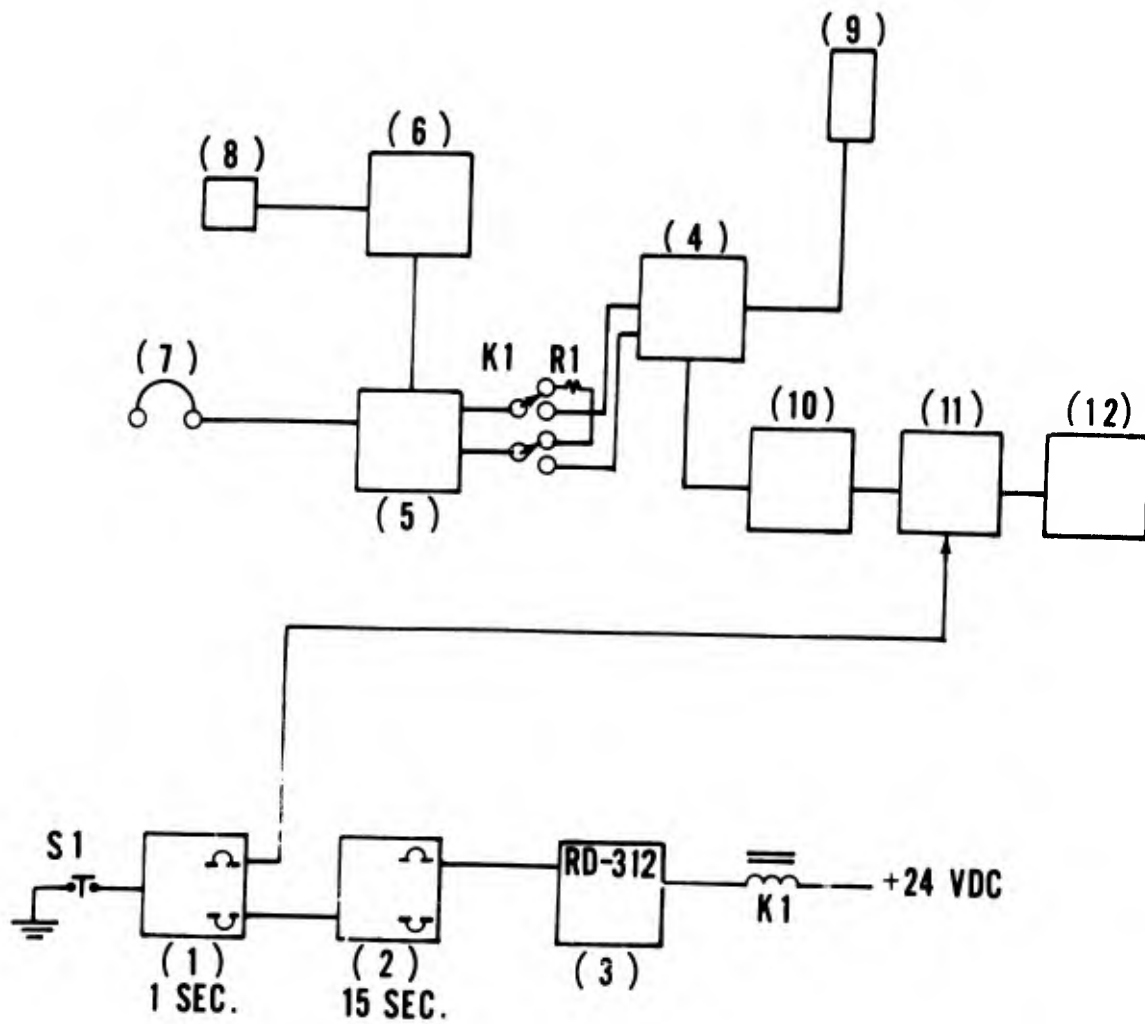 (9)
(6)
(8)
(4)
(7)
K1 R1
(10)
(11)
(12)
(5)
S1
RD-312
+24 VDC
K1
(1)
1 SEC.
(2)
15 SEC.
(3)